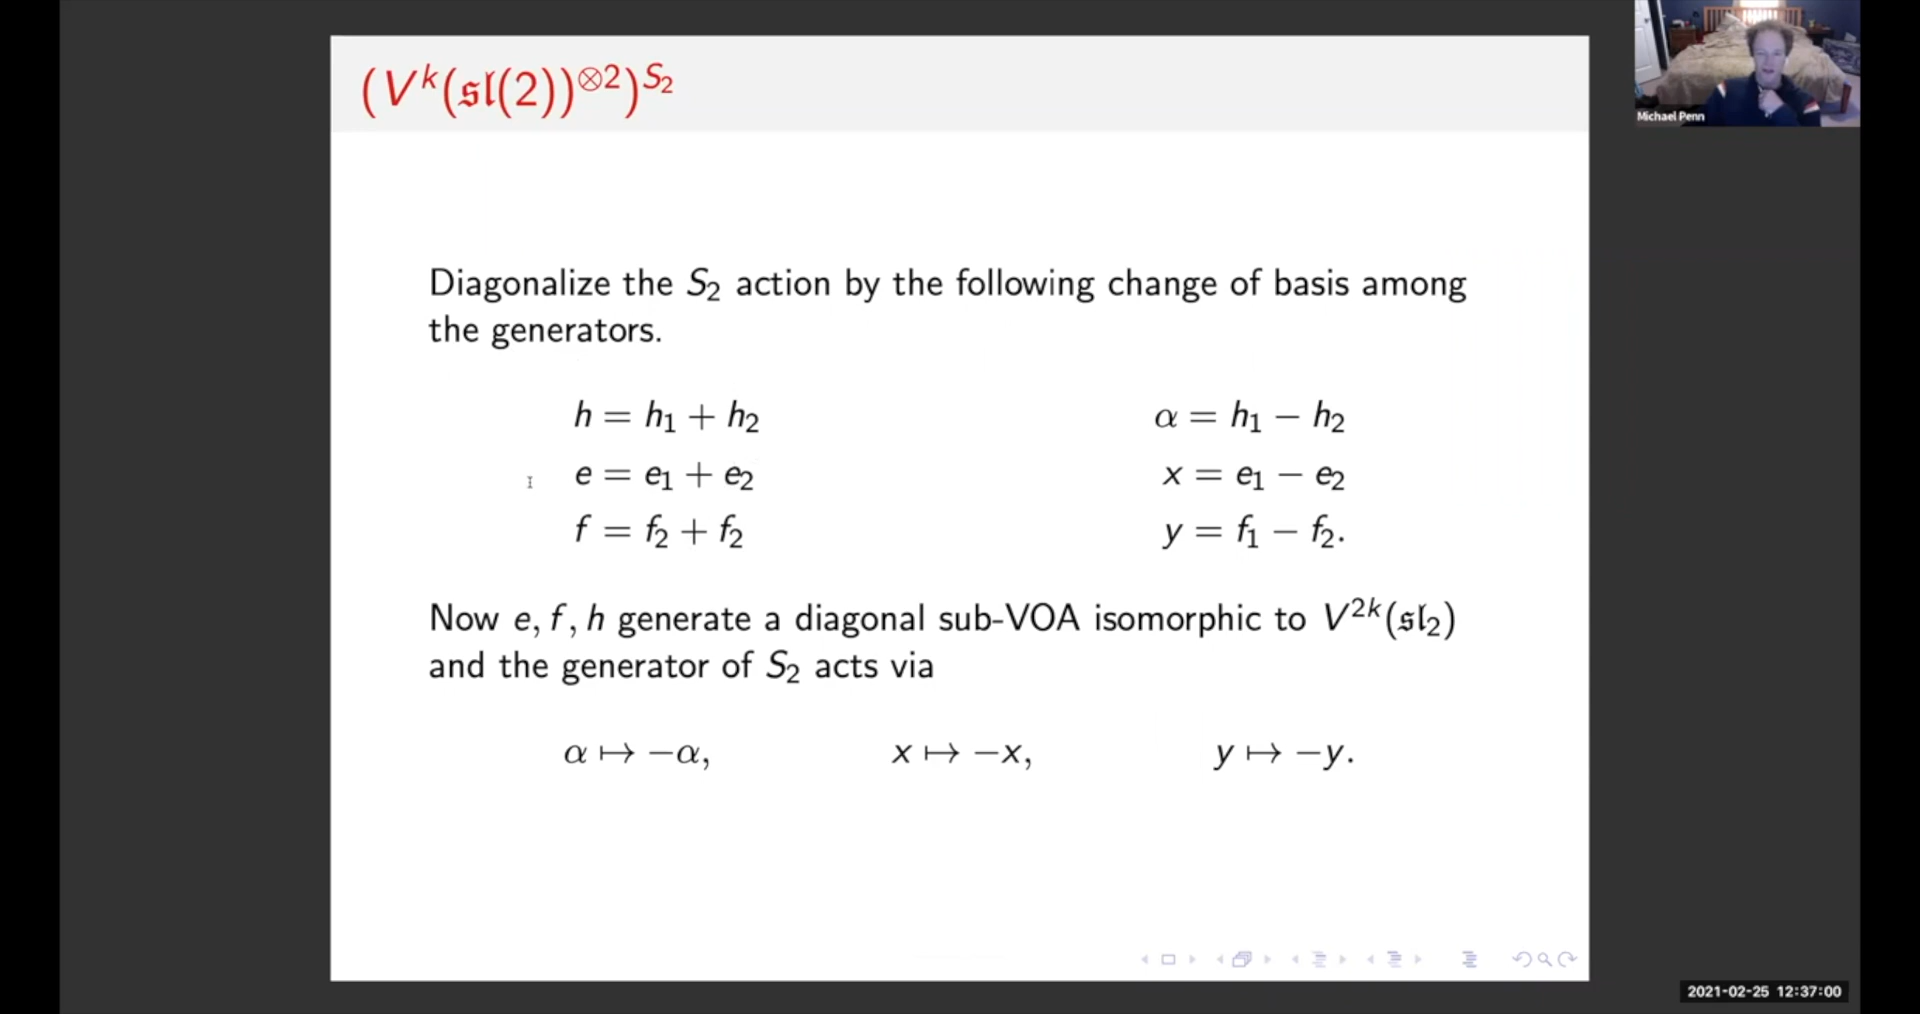 (V^k(𝔰𝔩(2))^{⊗2})^{S_2}
Michael Penn
Diagonalize the S_2 action by the following change of basis among
the generators.
h = h_1 + h_2 α = h_1 − h_2
e = e_1 + e_2 x = e_1 − e_2
f = f_2 + f_2 y = f_1 − f_2.
Now e, f, h generate a diagonal sub-VOA isomorphic to V^{2k}(𝔰𝔩_2)
and the generator of S_2 acts via
α ↦ −α, x ↦ −x, y ↦ −y.
2021-02-25 12:37:00